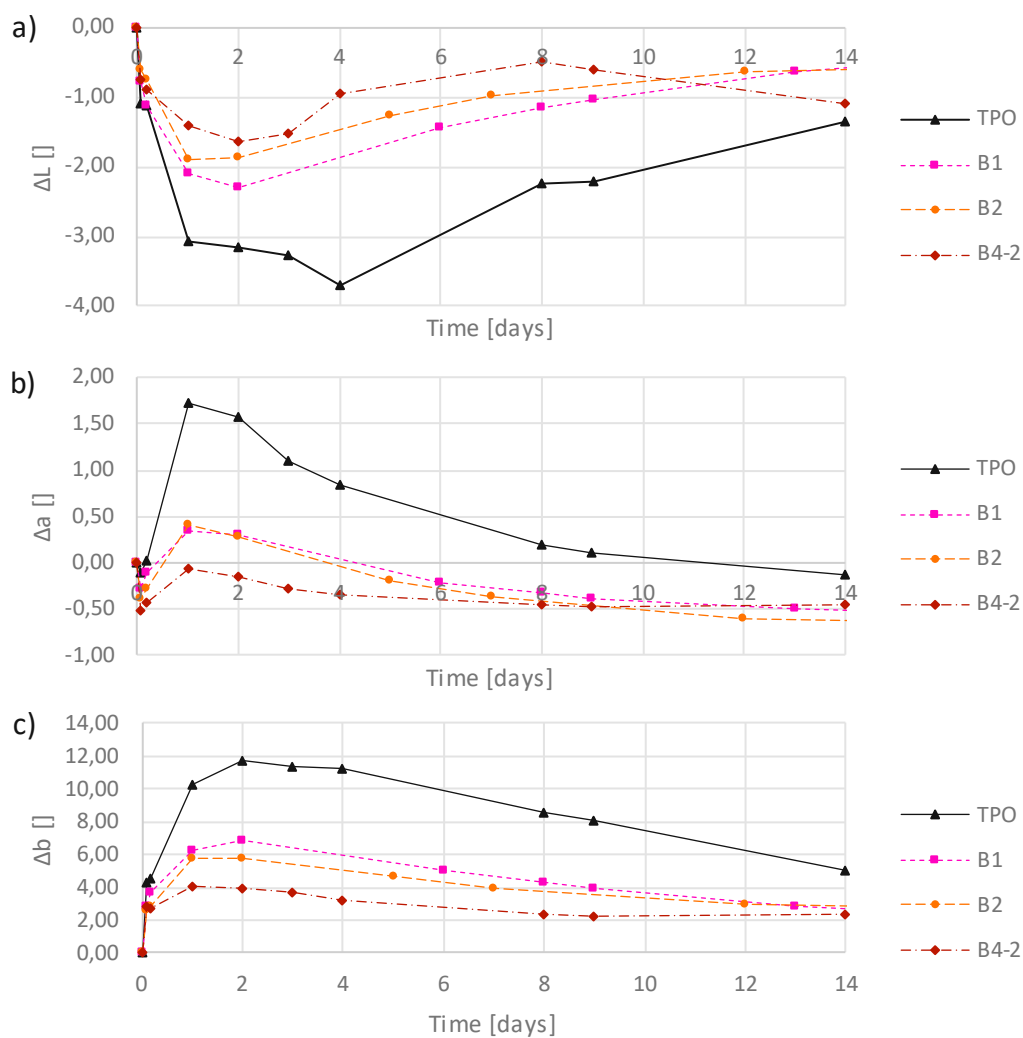 a)
0,00
-1,00
-2,00
-3,00
-4,00
ΔL []
0 2 4 6 8 10 12 14
Time [days]
TPO
B1
B2
B4-2
b)
2,00
1,50
1,00
0,50
0,00
-0,50
-1,00
Δa []
0 2 4 6 8 10 12 14
Time [days]
TPO
B1
B2
B4-2
c)
14,00
12,00
10,00
8,00
6,00
4,00
2,00
0,00
Δb []
0 2 4 6 8 10 12 14
Time [days]
TPO
B1
B2
B4-2